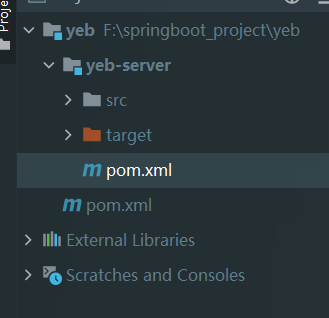 Proje
yeb F:\springboot_project\yeb
yeb-server
src
target
m pom.xml
m pom.xml
External Libraries
Scratches and Consoles